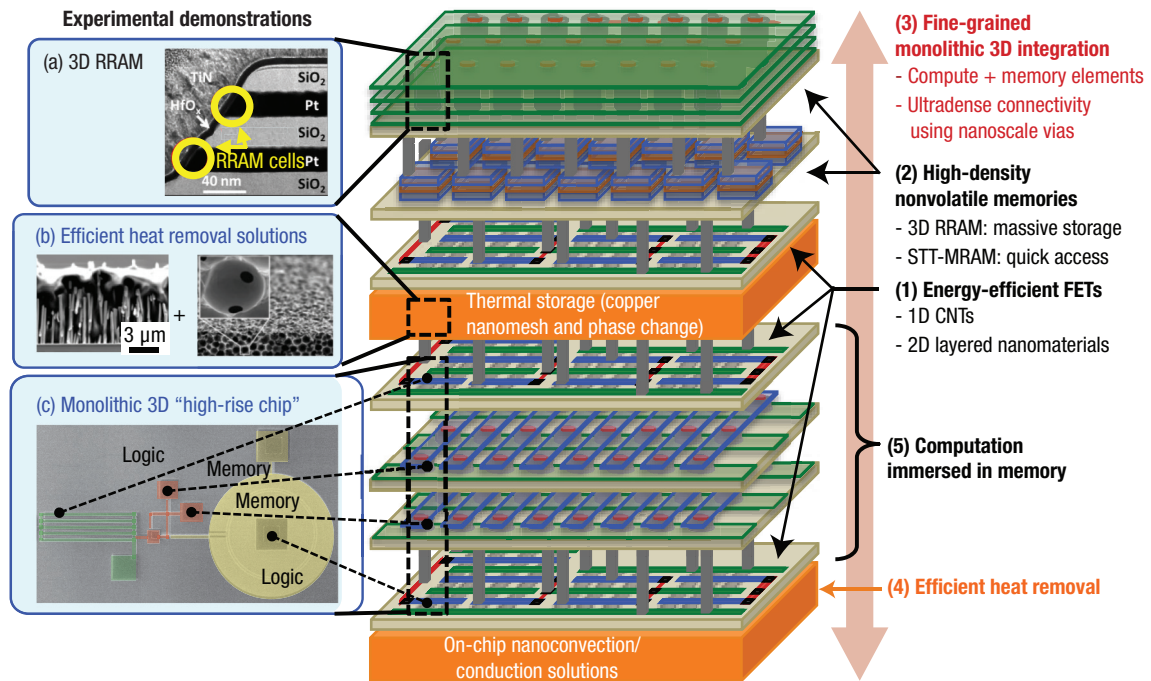 Experimental demonstrations
(a) 3D RRAM
TiN
HfOₓ
SiO₂
Pt
SiO₂
Pt
SiO₂
RRAM cells
40 nm
(b) Efficient heat removal solutions
3 μm
+
(c) Monolithic 3D “high-rise chip”
Logic
Memory
Memory
Logic
Thermal storage (copper
nanomesh and phase change)
On-chip nanoconvection/
conduction solutions
(3) Fine-grained
monolithic 3D integration
- Compute + memory elements
- Ultradense connectivity
using nanoscale vias
(2) High-density
nonvolatile memories
- 3D RRAM: massive storage
- STT-MRAM: quick access
(1) Energy-efficient FETs
- 1D CNTs
- 2D layered nanomaterials
(5) Computation
immersed in memory
(4) Efficient heat removal